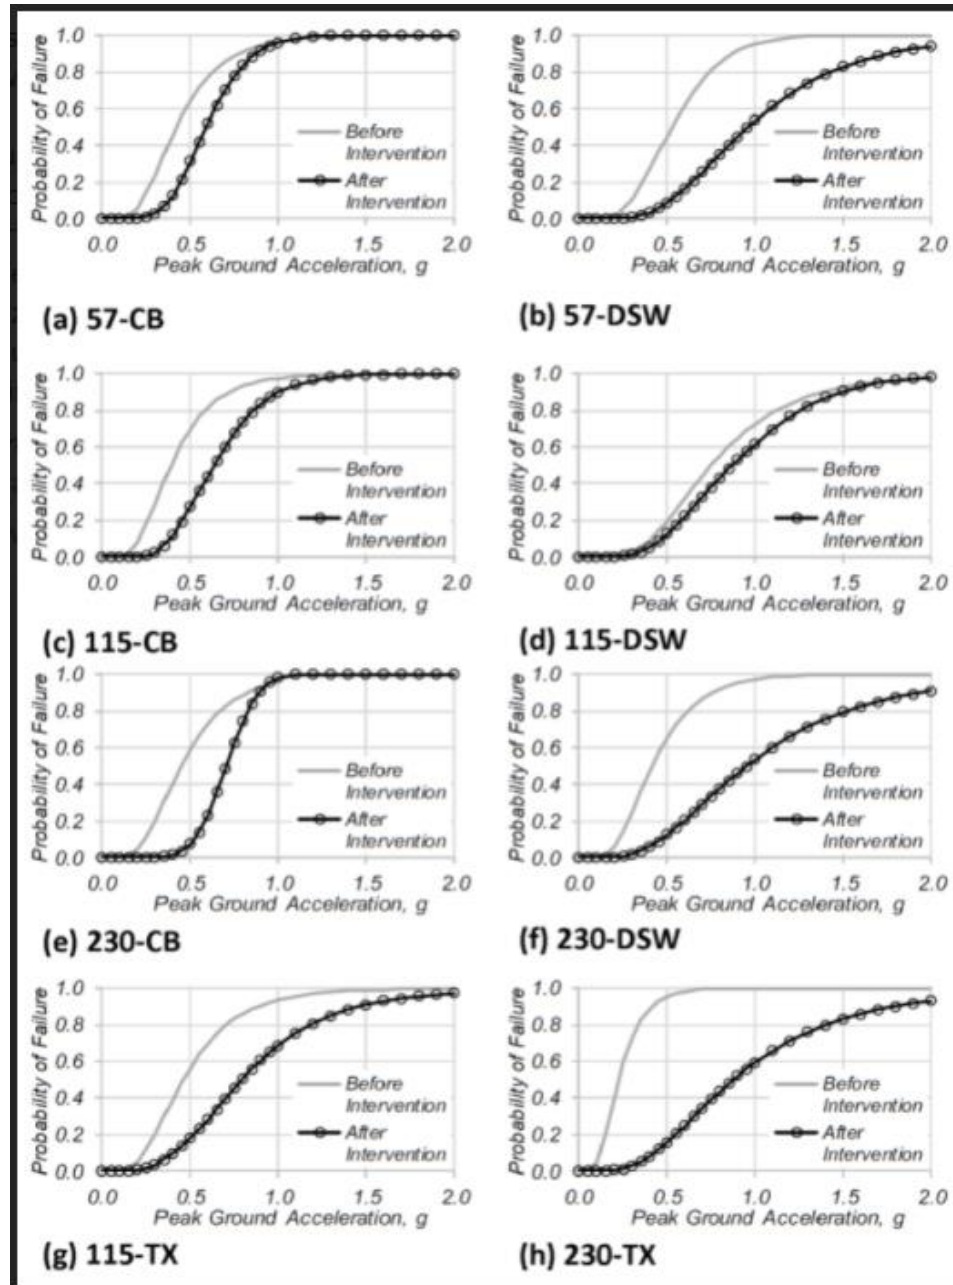 1.0 1.0
0.8 0.8
0.6 0.6
0.4 0.4
0.2 0.2
0.0 0.0
Probability of Failure Probability of Failure
Before Before
Intervention Intervention
After After
Intervention Intervention
0.0 0.5 1.0 1.5 2.0 0.0 0.5 1.0 1.5 2.0
Peak Ground Acceleration, g Peak Ground Acceleration, g
(a) 57-CB (b) 57-DSW
1.0 1.0
0.8 0.8
0.6 0.6
0.4 0.4
0.2 0.2
0.0 0.0
Probability of Failure Probability of Failure
Before Before
Intervention Intervention
After After
Intervention Intervention
0.0 0.5 1.0 1.5 2.0 0.0 0.5 1.0 1.5 2.0
Peak Ground Acceleration, g Peak Ground Acceleration, g
(c) 115-CB (d) 115-DSW
1.0 1.0
0.8 0.8
0.6 0.6
0.4 0.4
0.2 0.2
0.0 0.0
Probability of Failure Probability of Failure
Before Before
Intervention Intervention
After After
Intervention Intervention
0.0 0.5 1.0 1.5 2.0 0.0 0.5 1.0 1.5 2.0
Peak Ground Acceleration, g Peak Ground Acceleration, g
(e) 230-CB (f) 230-DSW
1.0 1.0
0.8 0.8
0.6 0.6
0.4 0.4
0.2 0.2
0.0 0.0
Probability of Failure Probability of Failure
Before Before
Intervention Intervention
After After
Intervention Intervention
0.0 0.5 1.0 1.5 2.0 0.0 0.5 1.0 1.5 2.0
Peak Ground Acceleration, g Peak Ground Acceleration, g
(g) 115-TX (h) 230-TX